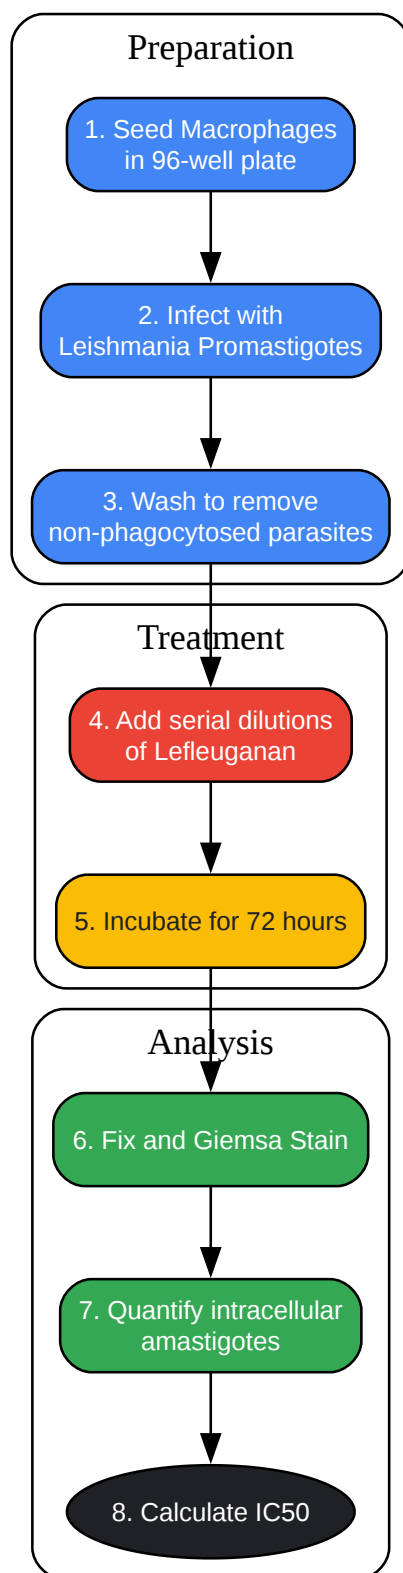 Preparation
1. Seed Macrophages
in 96-well plate
2. Infect with
Leishmania Promastigotes
3. Wash to remove
non-phagocytosed parasites
Treatment
4. Add serial dilutions
of Lefleuganan
5. Incubate for 72 hours
Analysis
6. Fix and Giemsa Stain
7. Quantify intracellular
amastigotes
8. Calculate IC50